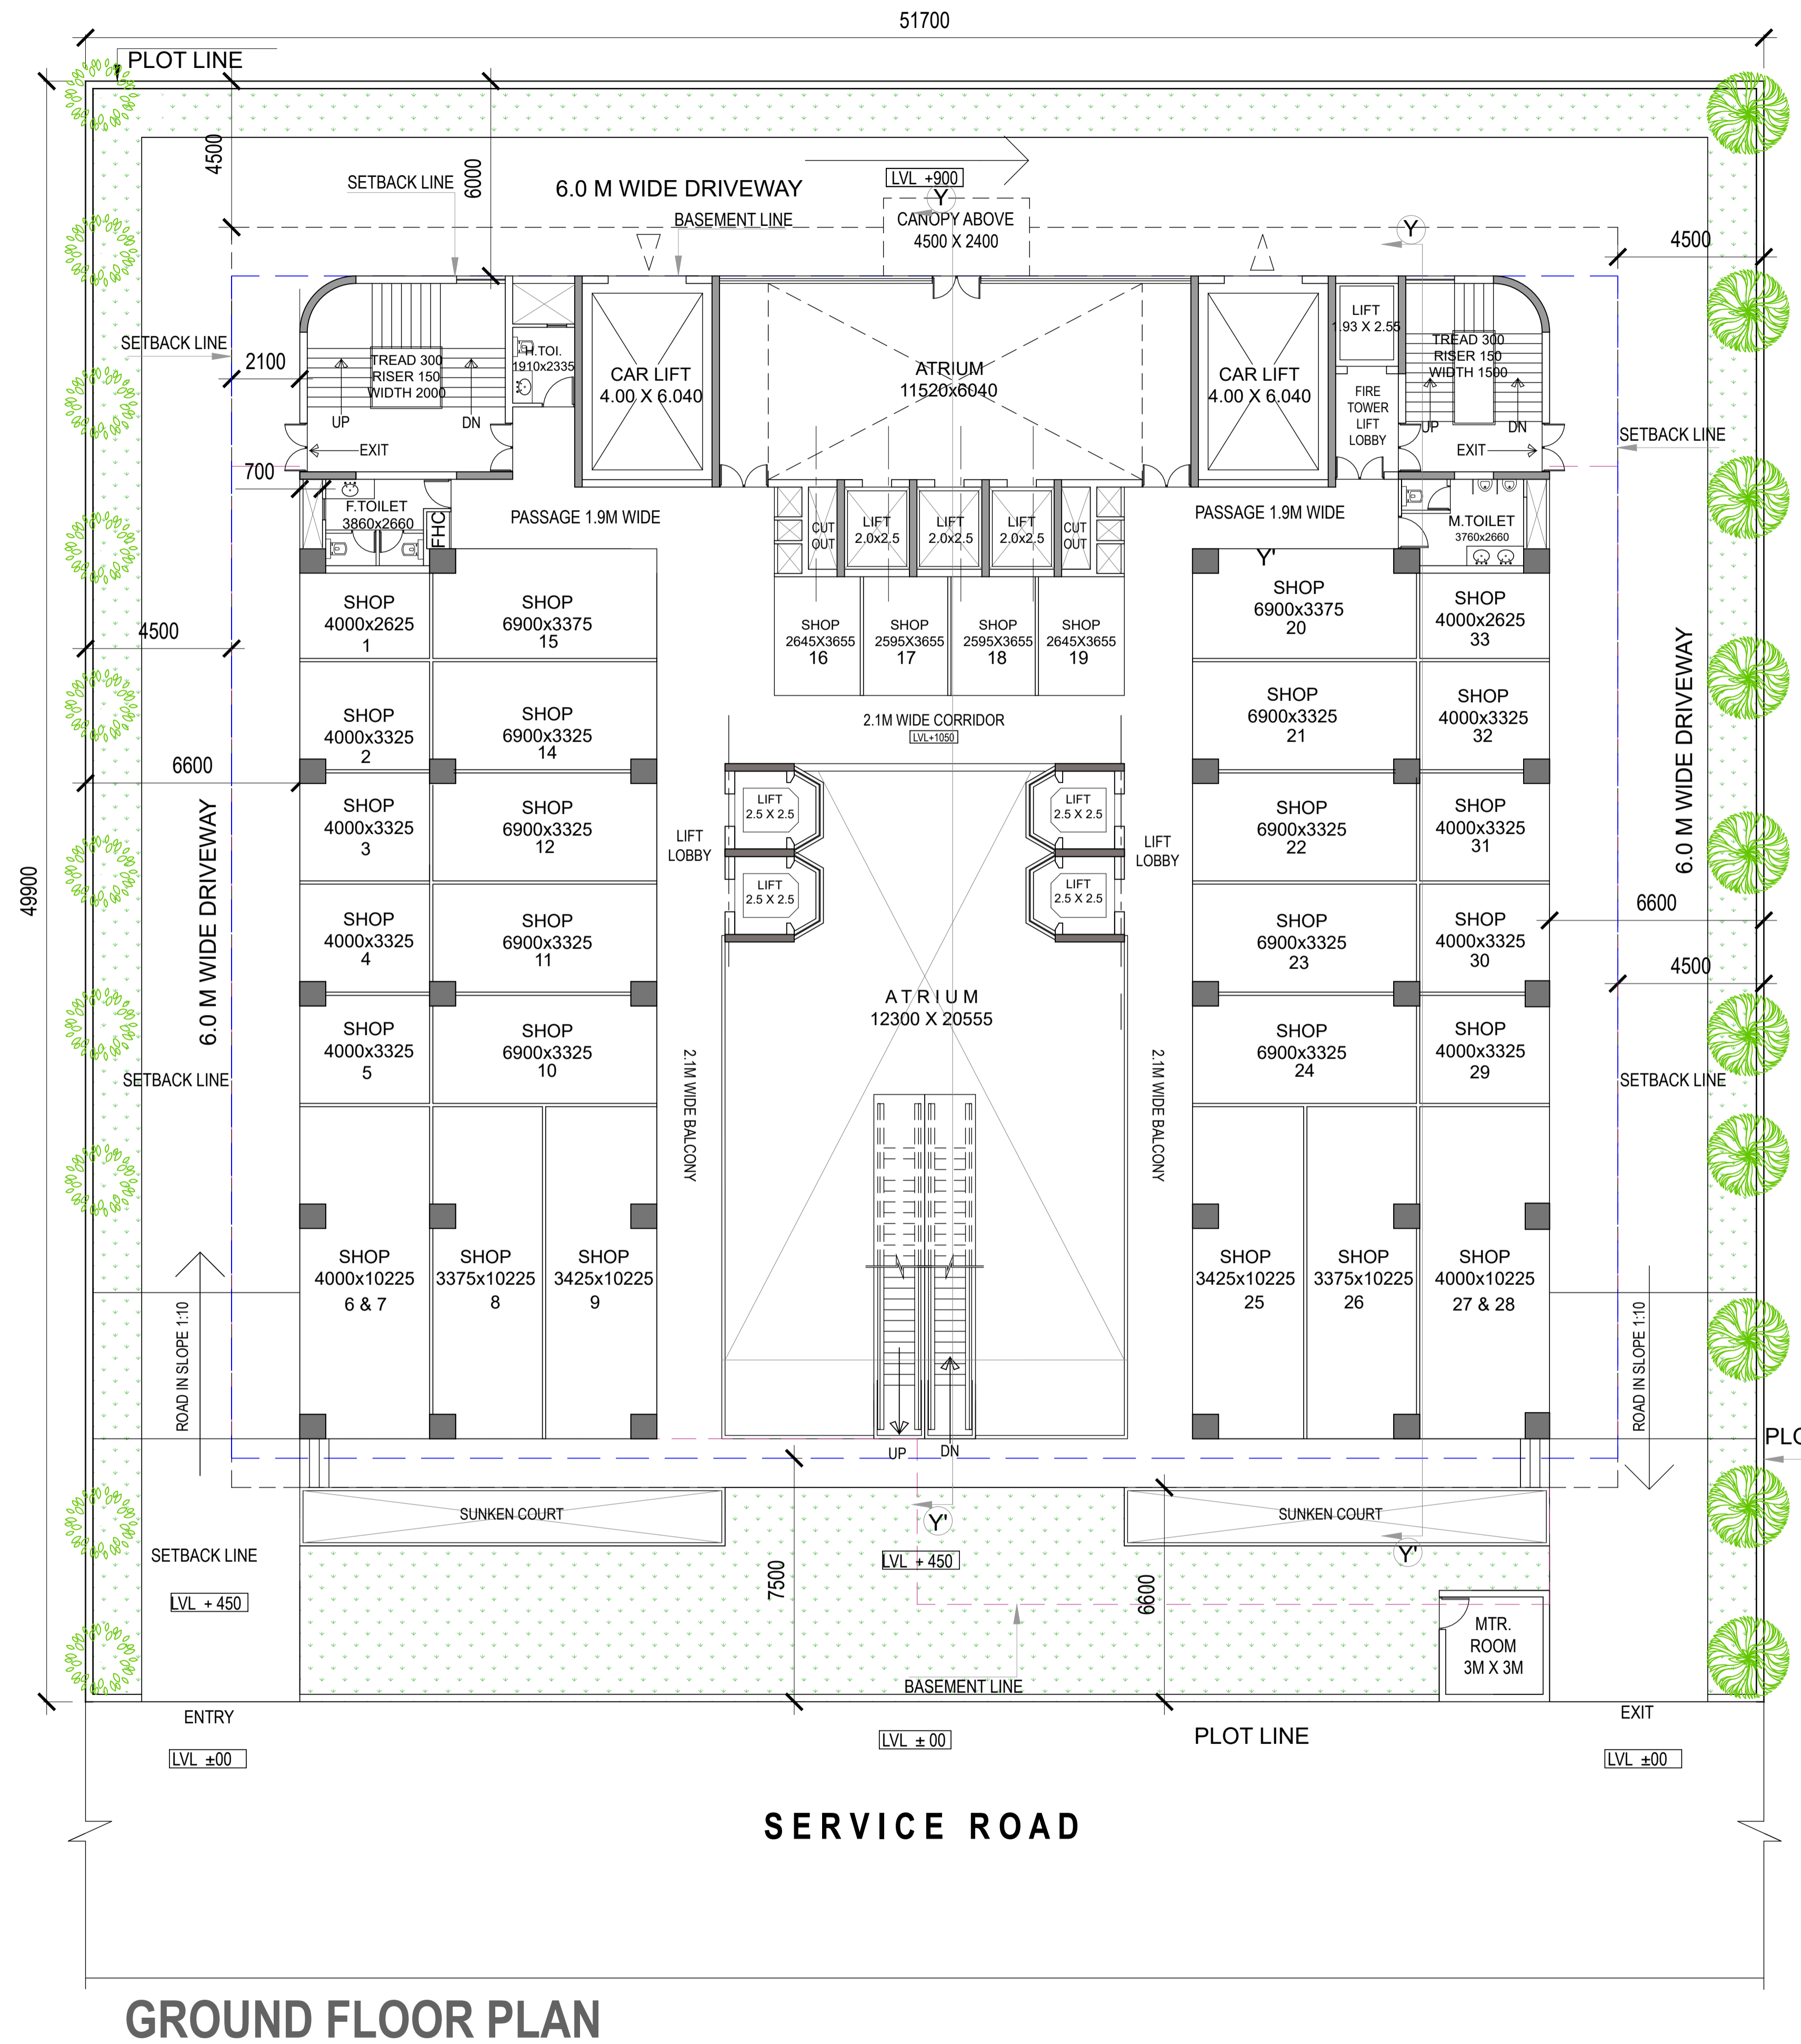 51700
PLOT LINE
4500
SETBACK LINE
6000
6.0 M WIDE DRIVEWAY
LVL +900
Y
BASEMENT LINE
CANOPY ABOVE
4500 X 2400
Y
4500
SETBACK LINE
2100
TREAD 300
RISER 150
WIDTH 2000
UP
DN
EXIT
H.TOI.
1910x2335
CAR LIFT
4.00 X 6.040
ATRIUM
11520x6040
CAR LIFT
4.00 X 6.040
LIFT
1.93 X 2.55
FIRE
TOWER
LIFT
LOBBY
TREAD 300
RISER 150
WIDTH 1500
UP
DN
EXIT
SETBACK LINE
700
F.TOILET
3860x2660
FHC
PASSAGE 1.9M WIDE
CUT
OUT
LIFT
2.0x2.5
LIFT
2.0x2.5
LIFT
2.0x2.5
CUT
OUT
PASSAGE 1.9M WIDE
M.TOILET
3760x2660
Y'
SHOP
4000x2625
1
SHOP
6900x3375
15
SHOP
2645X3655
16
SHOP
2595X3655
17
SHOP
2595X3655
18
SHOP
2645X3655
19
SHOP
6900x3375
20
SHOP
4000x2625
33
4500
SHOP
4000x3325
2
SHOP
6900x3325
14
2.1M WIDE CORRIDOR
LVL+1050
SHOP
6900x3325
21
SHOP
4000x3325
32
6.0 M WIDE DRIVEWAY
6600
49900
6.0 M WIDE DRIVEWAY
SHOP
4000x3325
3
SHOP
6900x3325
12
LIFT
LOBBY
LIFT
2.5 X 2.5
LIFT
2.5 X 2.5
LIFT
LOBBY
SHOP
6900x3325
22
SHOP
4000x3325
31
LIFT
2.5 X 2.5
LIFT
2.5 X 2.5
6600
SHOP
4000x3325
4
SHOP
6900x3325
11
SHOP
6900x3325
23
SHOP
4000x3325
30
4500
ATRIUM
12300 X 20555
SHOP
4000x3325
5
SHOP
6900x3325
10
2.1M WIDE BALCONY
2.1M WIDE BALCONY
SHOP
6900x3325
24
SHOP
4000x3325
29
SETBACK LINE
SETBACK LINE
SHOP
4000x10225
6 & 7
SHOP
3375x10225
8
SHOP
3425x10225
9
SHOP
3425x10225
25
SHOP
3375x10225
26
SHOP
4000x10225
27 & 28
ROAD IN SLOPE 1:10
ROAD IN SLOPE 1:10
UP
DN
PLO
SUNKEN COURT
SUNKEN COURT
Y'
Y'
SETBACK LINE
LVL + 450
LVL + 450
7500
6600
MTR.
ROOM
3M X 3M
BASEMENT LINE
ENTRY
EXIT
LVL ±00
LVL ± 00
PLOT LINE
LVL ±00
SERVICE ROAD
GROUND FLOOR PLAN